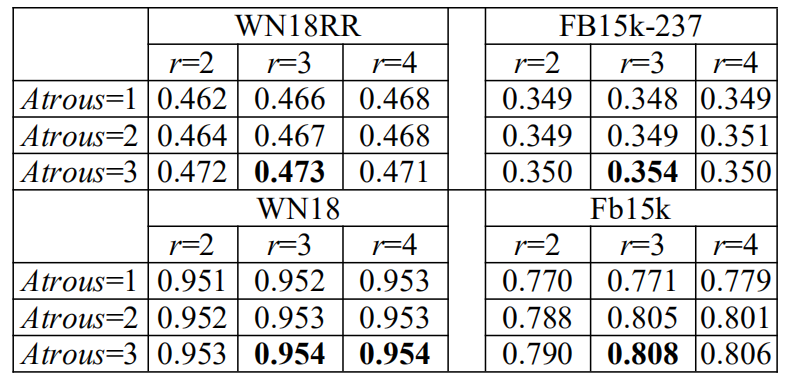 WN18RR FB15k-237
r=2 r=3 r=4 r=2 r=3 r=4
Atrous=1 0.462 0.466 0.468 0.349 0.348 0.349
Atrous=2 0.464 0.467 0.468 0.349 0.349 0.351
Atrous=3 0.472 0.473 0.471 0.350 0.354 0.350
WN18 Fb15k
r=2 r=3 r=4 r=2 r=3 r=4
Atrous=1 0.951 0.952 0.953 0.770 0.771 0.779
Atrous=2 0.952 0.953 0.953 0.788 0.805 0.801
Atrous=3 0.953 0.954 0.954 0.790 0.808 0.806